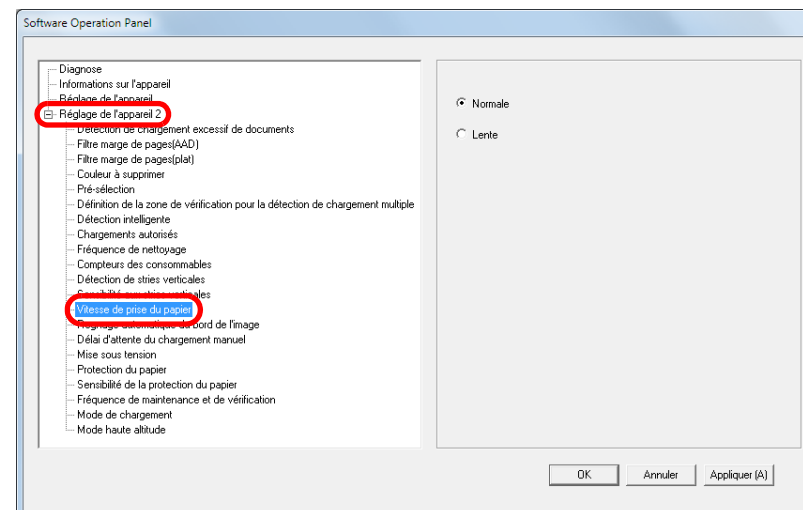 Software Operation Panel
Diagnose
Informations sur l'appareil
Réglage de l'appareil
Réglage de l'appareil 2
Détection de chargement excessif de documents
Filtre marge de pages(AAD)
Filtre marge de pages(plat)
Couleur à supprimer
Pré-sélection
Définition de la zone de vérification pour la détection de chargement multiple
Détection intelligente
Chargements autorisés
Fréquence de nettoyage
Compteurs des consommables
Détection de stries verticales
Sensibilité aux stries verticales
Vitesse de prise du papier
Rognage automatique du bord de l'image
Délai d'attente du chargement manuel
Mise sous tension
Protection du papier
Sensibilité de la protection du papier
Fréquence de maintenance et de vérification
Mode de chargement
Mode haute altitude
Normale
Lente
OK
Annuler
Appliquer (A)